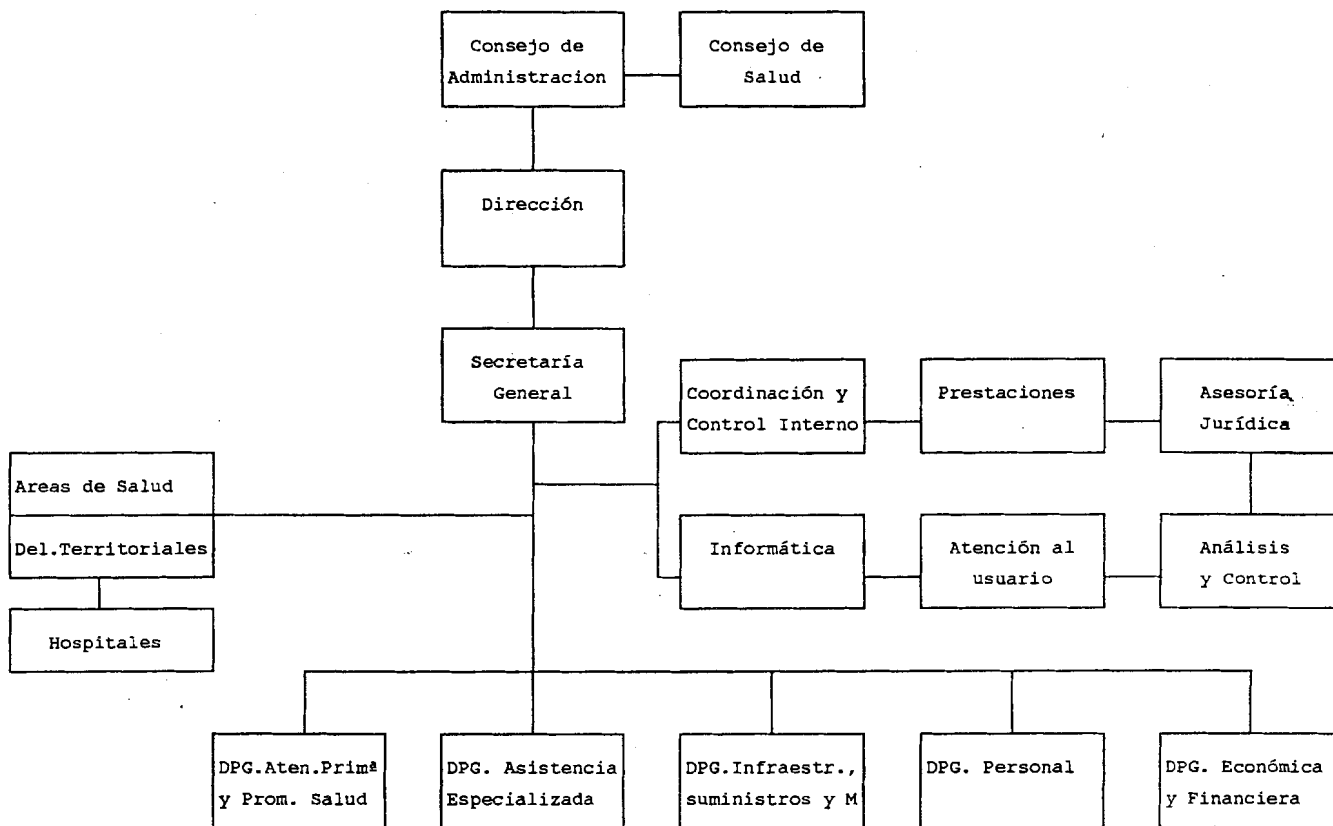 Consejo de
Administracion
Consejo de
Salud
Dirección
Secretaría
General
Coordinación y
Control Interno
Prestaciones
Asesoría
Jurídica
Areas de Salud
Del.Territoriales
Hospitales
Informática
Atención al
usuario
Análisis
y Control
DPG.Aten.Primª
y Prom. Salud
DPG. Asistencia
Especializada
DPG.Infraestr.,
suministros y M
DPG. Personal
DPG. Económica
y Financiera